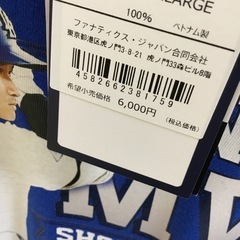 LARGE
100%
ベトナム製
ファナティクス・ジャパン合同会社
東京都港区虎ノ門3-8-21 虎ノ門33森ビル8階
4582662381759
希望小売価格 6,000円 (税込価格)
M
M
SHO